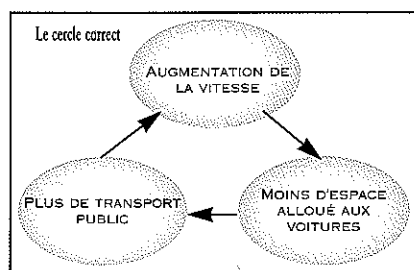 Le cercle correct
AUGMENTATION DE
LA VITESSE
MOINS D'ESPACE
ALLOUÉ AUX
VOITURES
PLUS DE TRANSPORT
PUBLIC